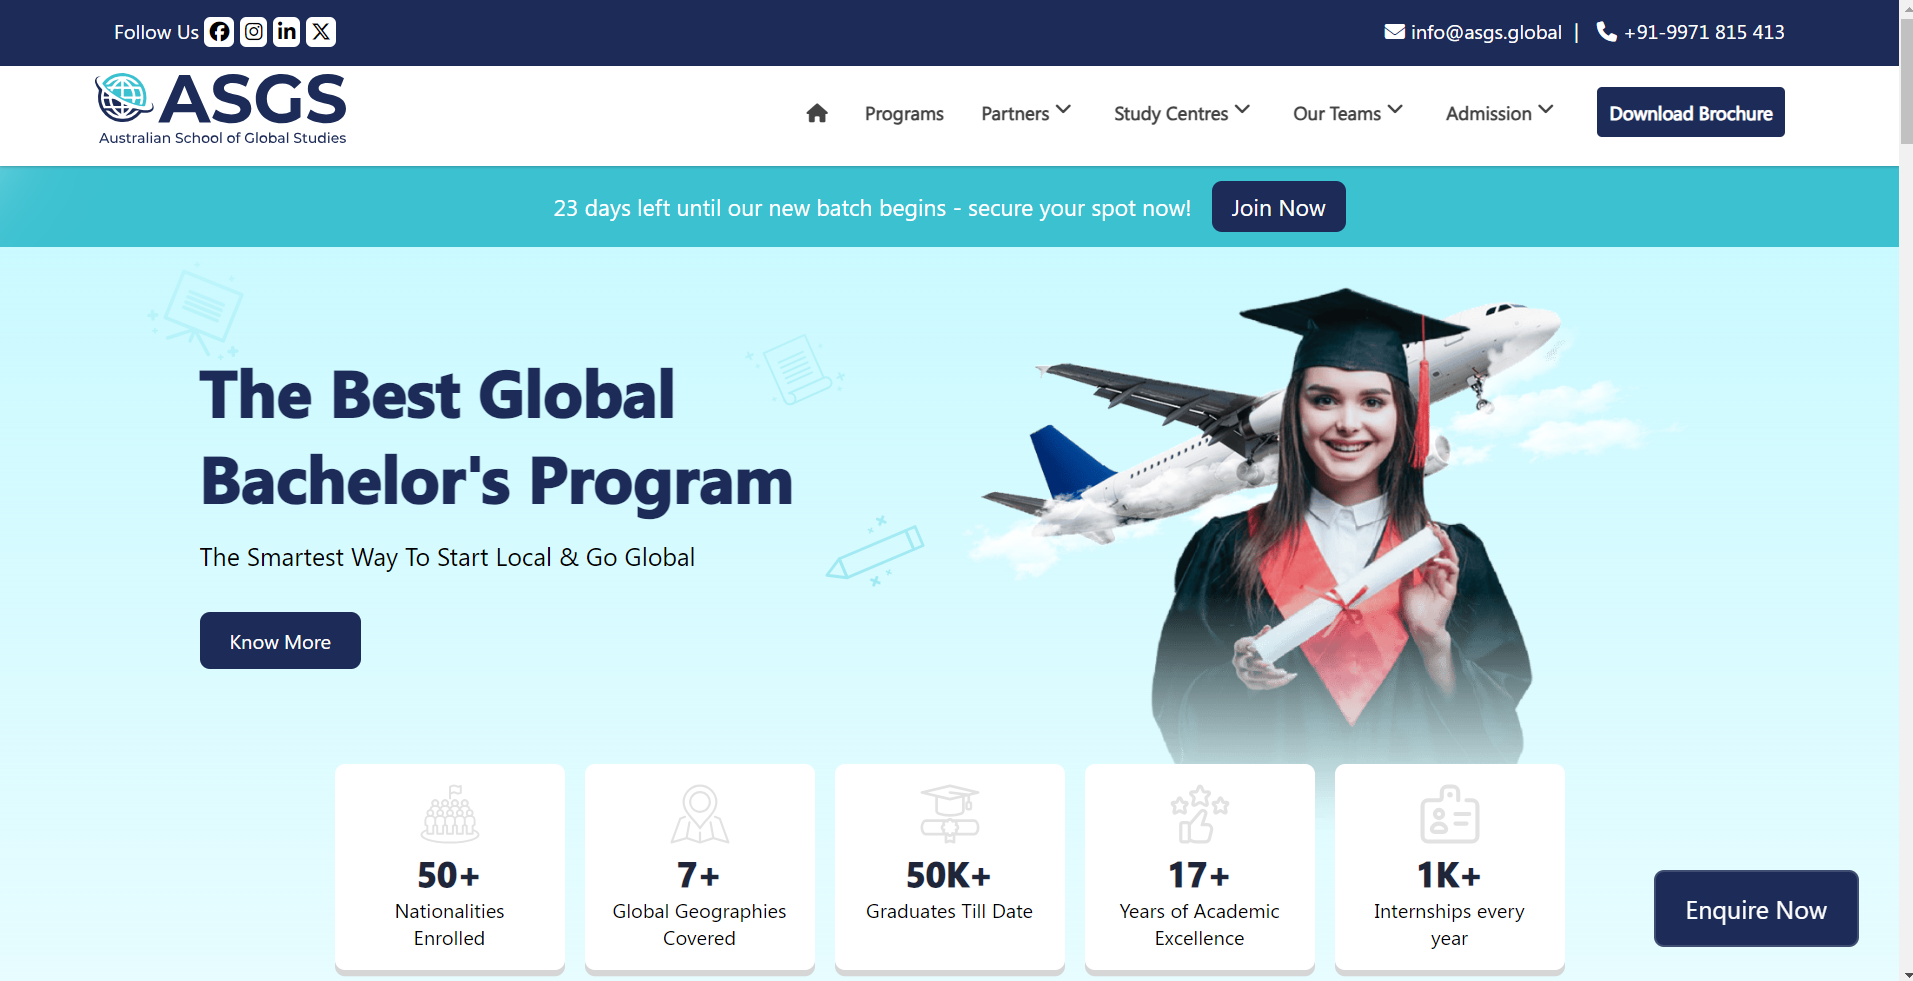 Follow Us
info@asgs.global | +91-9971 815 413
ASGS
Australian School of Global Studies
Programs
Partners
Study Centres
Our Teams
Admission
Download Brochure
23 days left until our new batch begins - secure your spot now!
Join Now
The Best Global
Bachelor's Program
The Smartest Way To Start Local & Go Global
Know More
50+
Nationalities
Enrolled
7+
Global Geographies
Covered
50K+
Graduates Till Date
17+
Years of Academic
Excellence
1K+
Internships every
year
Enquire Now